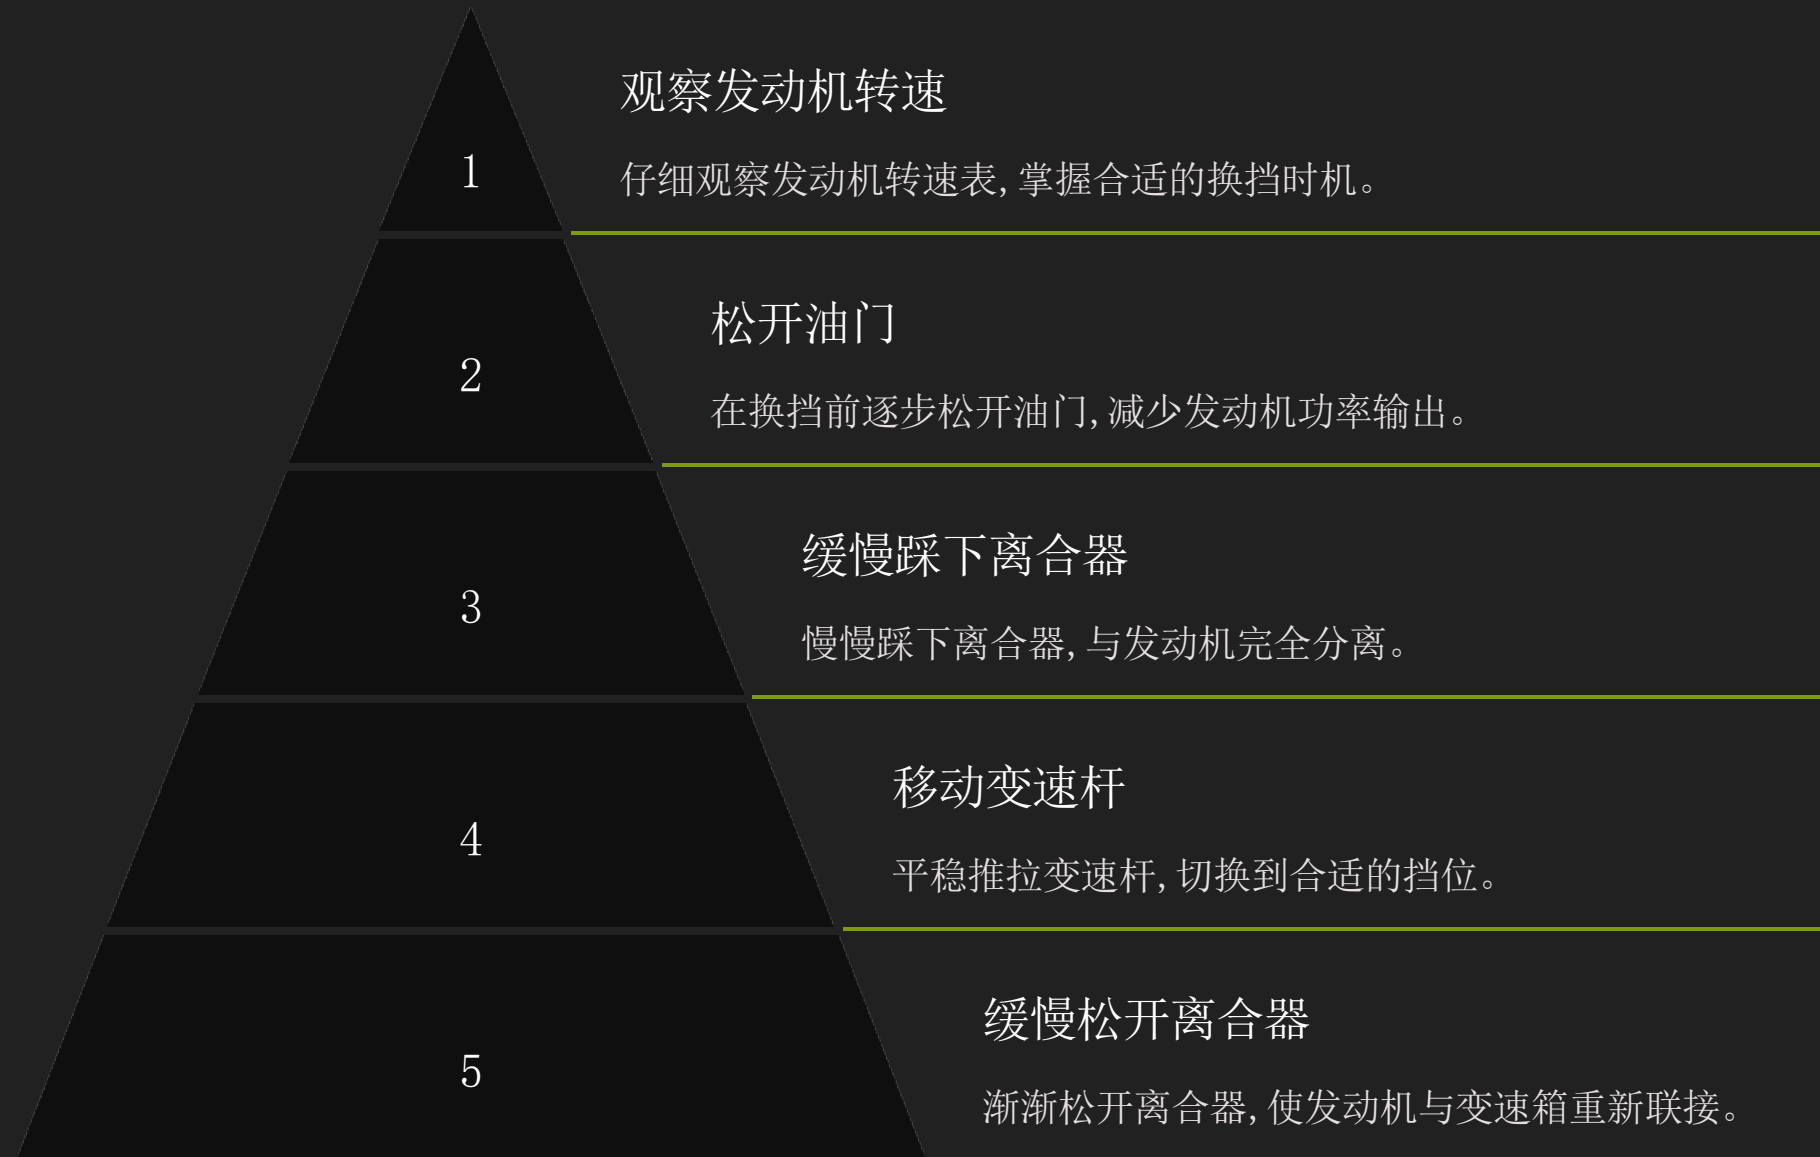 1
观察发动机转速
仔细观察发动机转速表,掌握合适的换挡时机。
2
松开油门
在换挡前逐步松开油门,减少发动机功率输出。
3
缓慢踩下离合器
慢慢踩下离合器,与发动机完全分离。
4
移动变速杆
平稳推拉变速杆,切换到合适的挡位。
5
缓慢松开离合器
渐渐松开离合器,使发动机与变速箱重新联接。